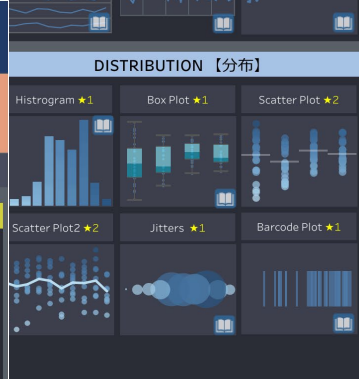 DISTRIBUTION 【分布】
Histrogram ★1
Box Plot ★1
Scatter Plot ★2
Scatter Plot2 ★2
Jitters ★1
Barcode Plot ★1